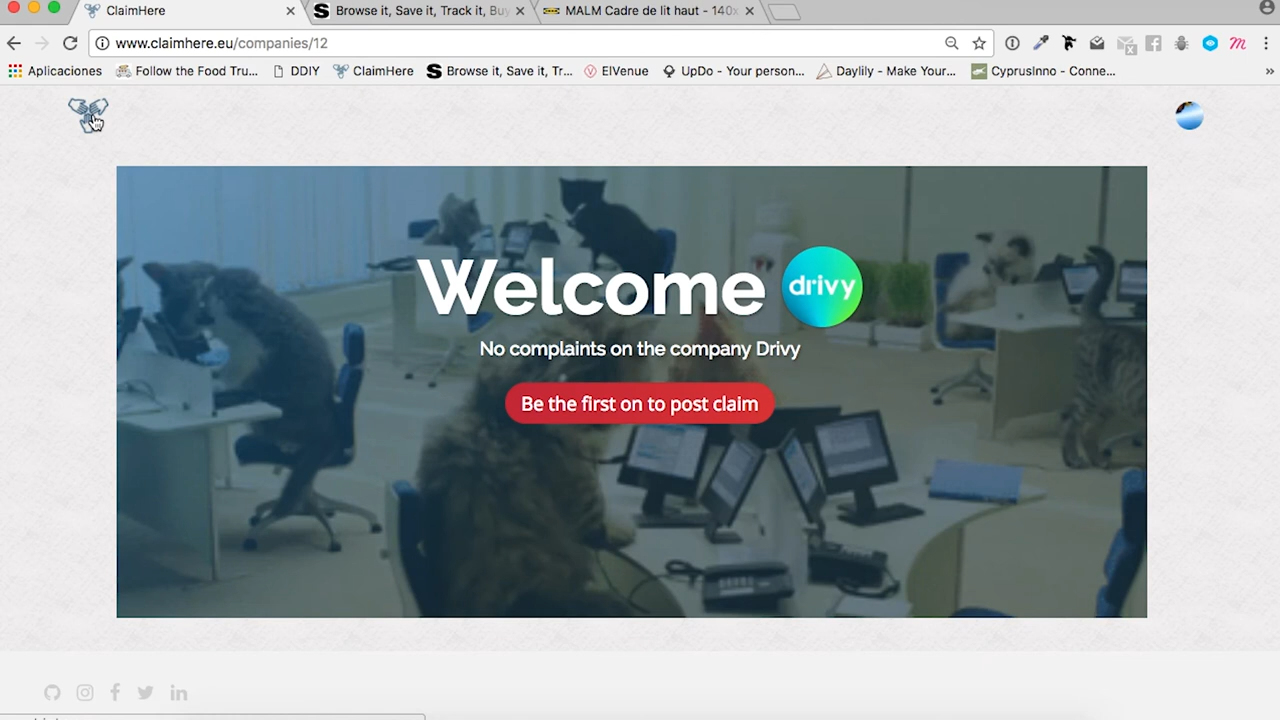 ClaimHere
Browse it, Save it, Track it, Buy
MALM Cadre de lit haut - 140x
www.claimhere.eu/companies/12
Aplicaciones
Follow the Food Tru...
DDIY
ClaimHere
Browse it, Save it, Tr...
ElVenue
UpDo - Your person...
Daylily - Make Your...
CyprusInno - Conne...
Welcome drivy
No complaints on the company Drivy
Be the first on to post claim